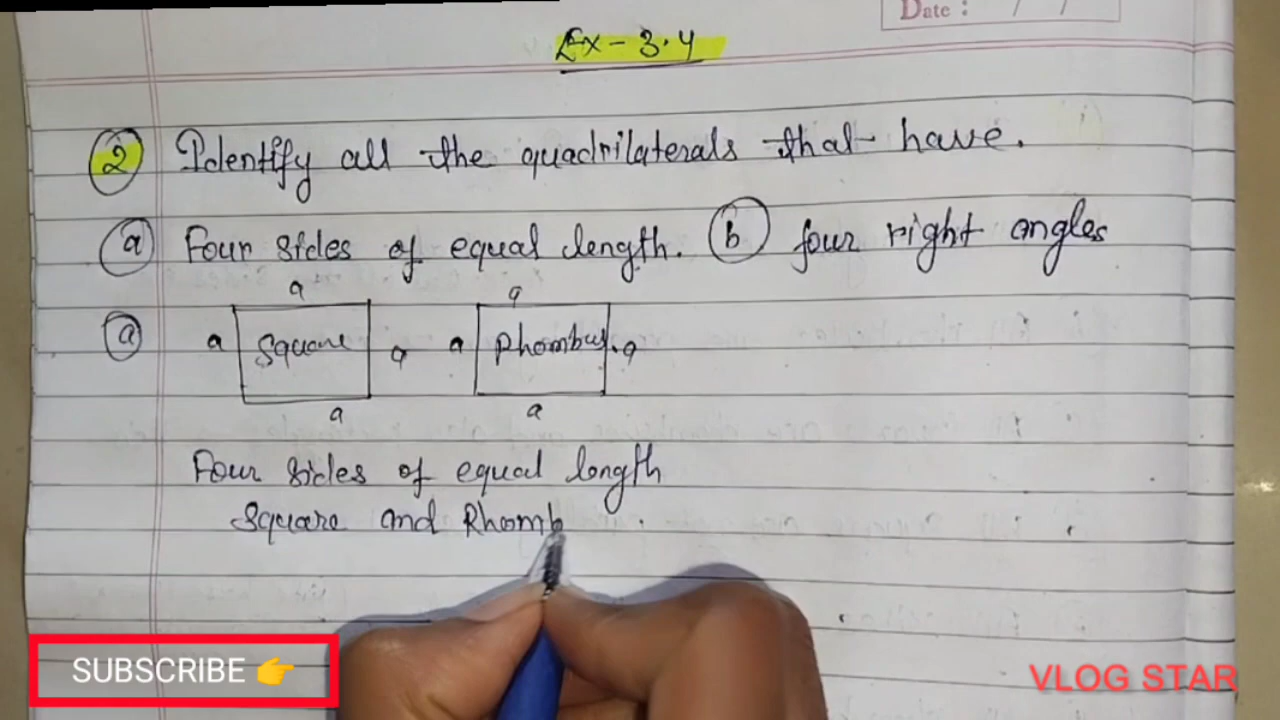 Date : / /
Ex - 3.4
2 Identify all the quadrilaterals that have.
a Four sides of equal length. b four right angles
a a
a a Square a a Rhombus. a
a a
Four sides of equal length
Square and Rhomb
SUBSCRIBE 👉
VLOG STAR